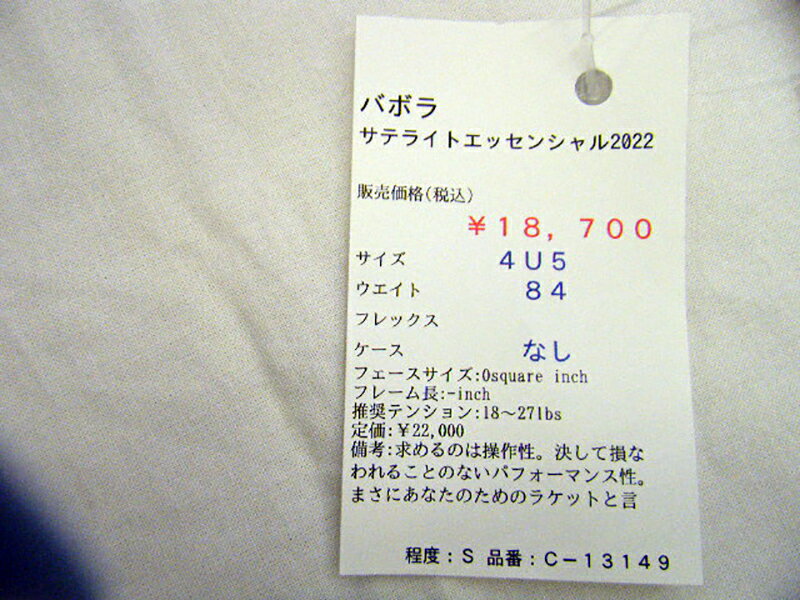 バボラ
サテライトエッセンシャル2022
販売価格(税込)
￥１８，７００
サイズ ４Ｕ５
ウエイト ８４
フレックス
ケース なし
フェースサイズ:0square inch
フレーム長:-inch
推奨テンション:18～27lbs
定価:￥22,000
備考:求めるのは操作性。決して損な
われることのないパフォーマンス性。
まさにあなたのためのラケットと言
程度：Ｓ 品番：Ｃ－１３１４９